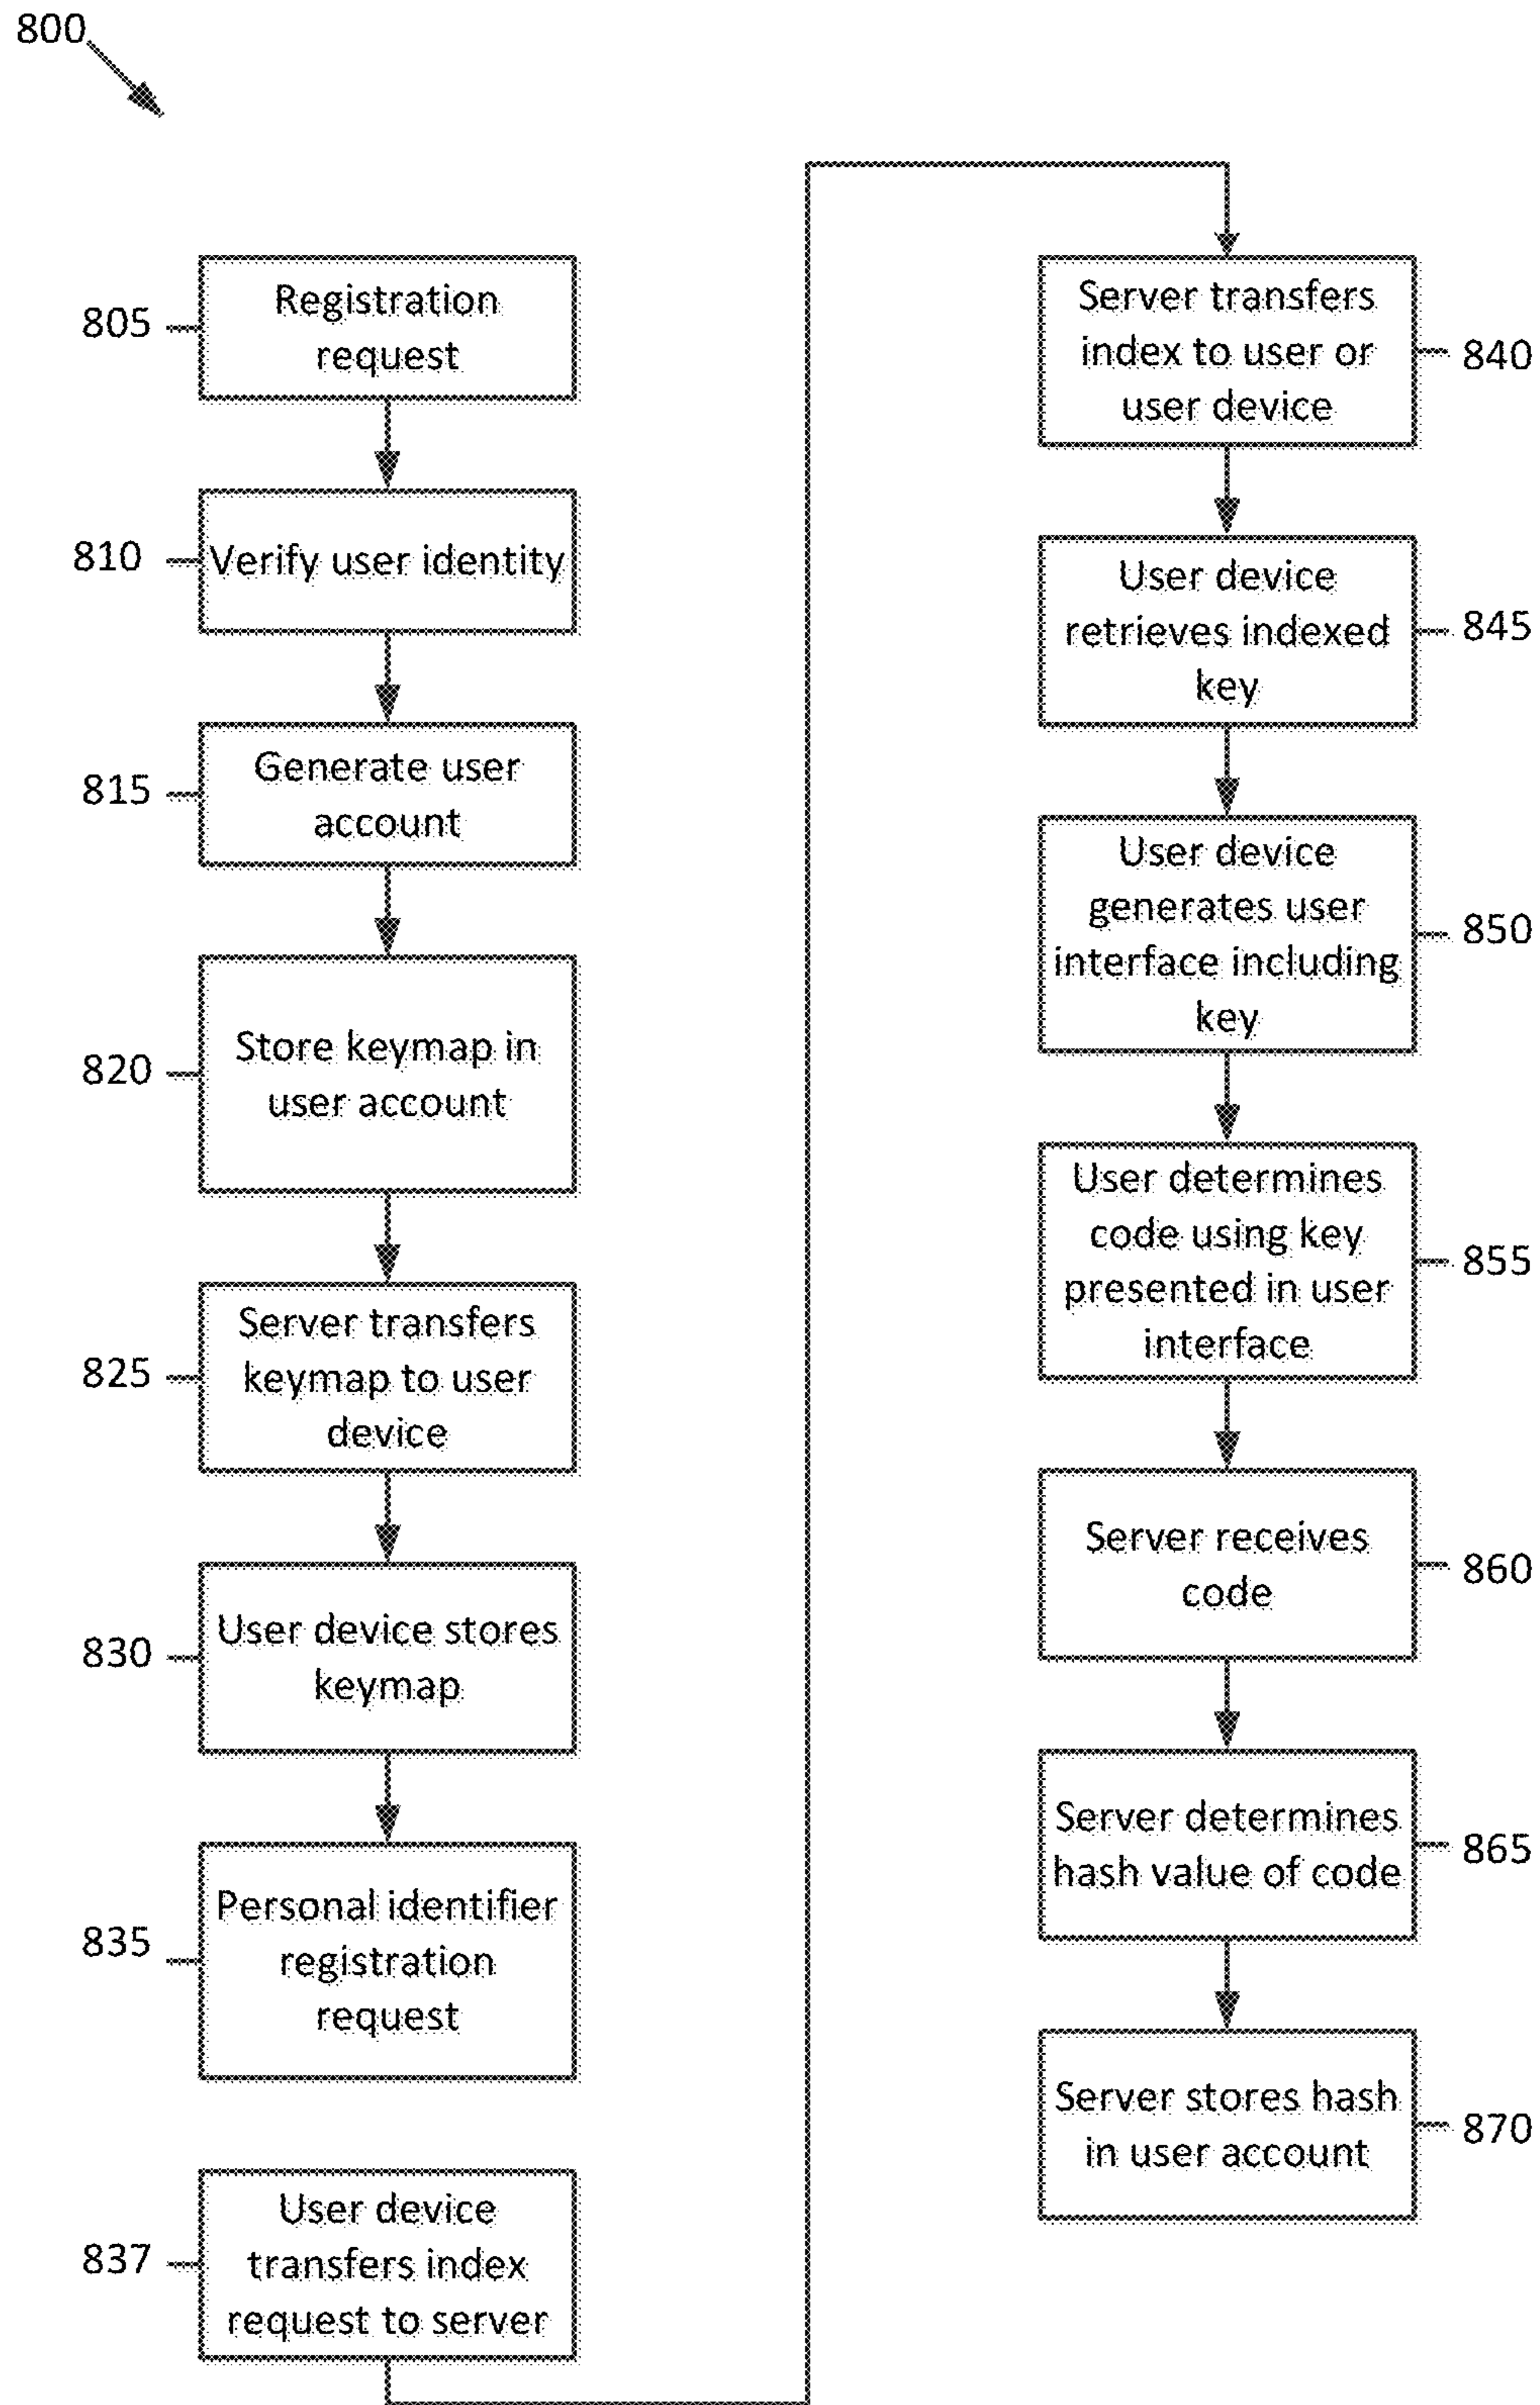 800
805
Registration
request
810
Verify user identity
815
Generate user
account
820
Store keymap in
user account
825
Server transfers
keymap to user
device
830
User device stores
keymap
835
Personal identifier
registration
request
837
User device
transfers index
request to server
Server transfers
index to user or
user device
840
User device
retrieves indexed
key
845
User device
generates user
interface including
key
850
User determines
code using key
presented in user
interface
855
Server receives
code
860
Server determines
hash value of code
865
Server stores hash
in user account
870